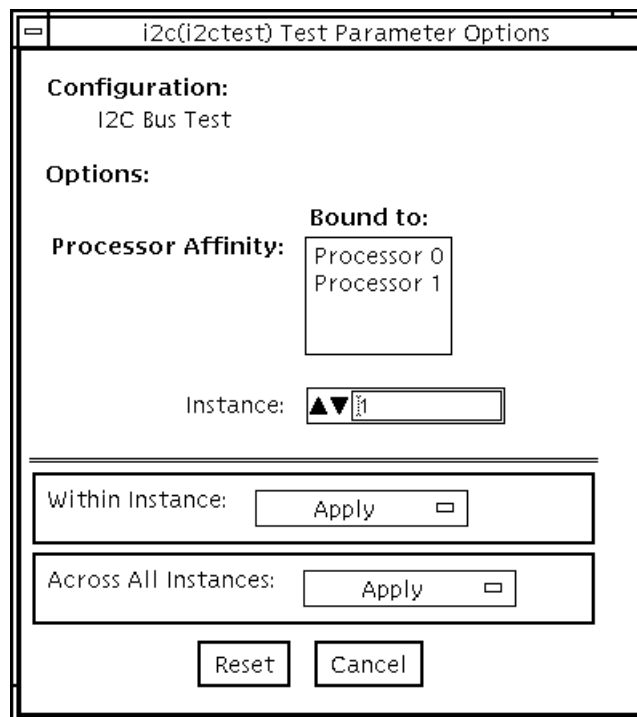 i2c(i2ctest) Test Parameter Options
Configuration:
I2C Bus Test
Options:
Bound to:
Processor Affinity:
Processor 0
Processor 1
Instance: 1
Within Instance: Apply
Across All Instances: Apply
Reset Cancel